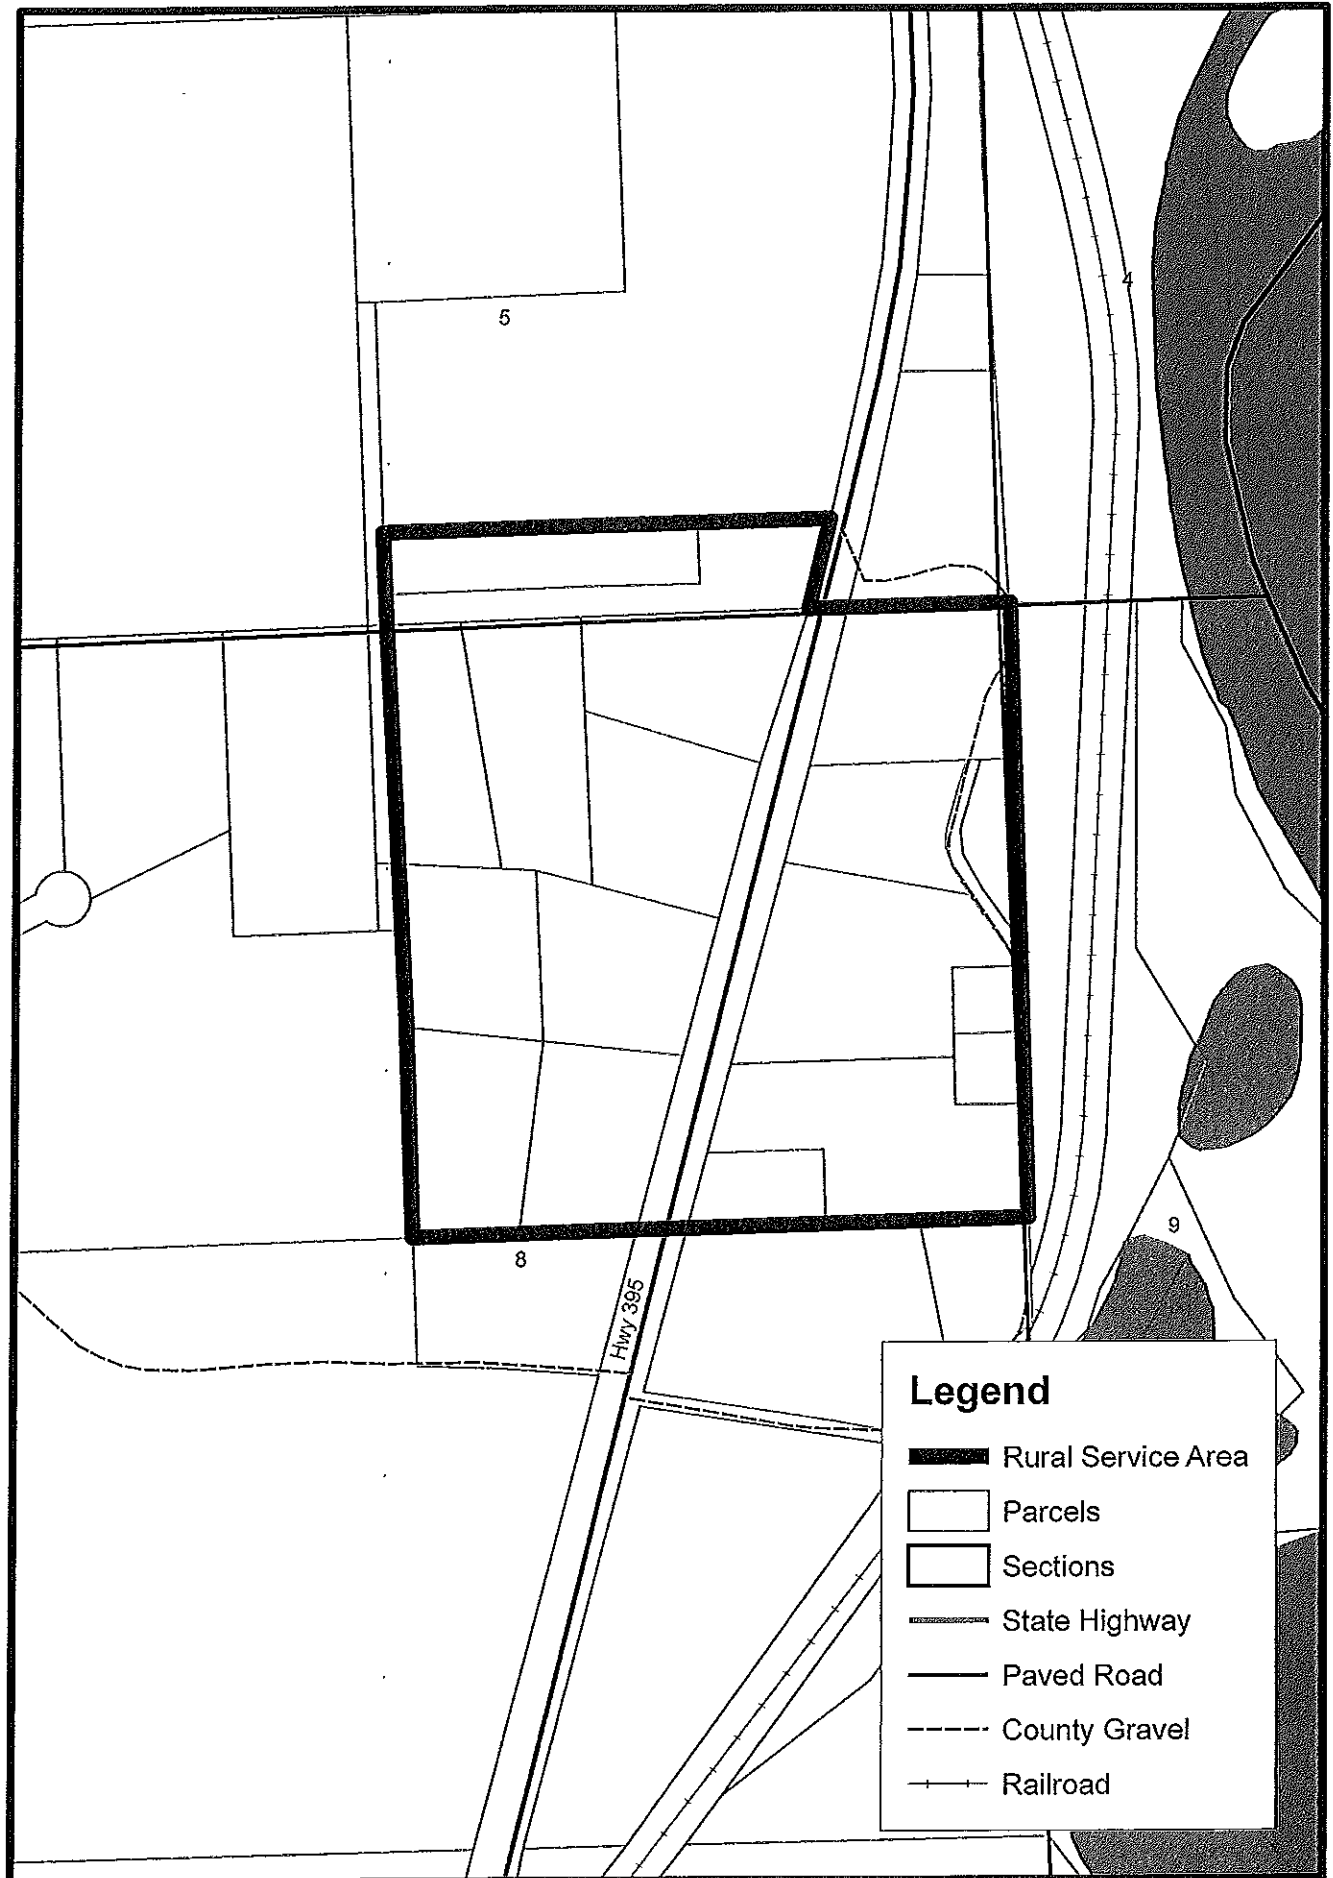 4
5
9
8
Hwy 395
Legend
Rural Service Area
Parcels
Sections
State Highway
Paved Road
County Gravel
Railroad